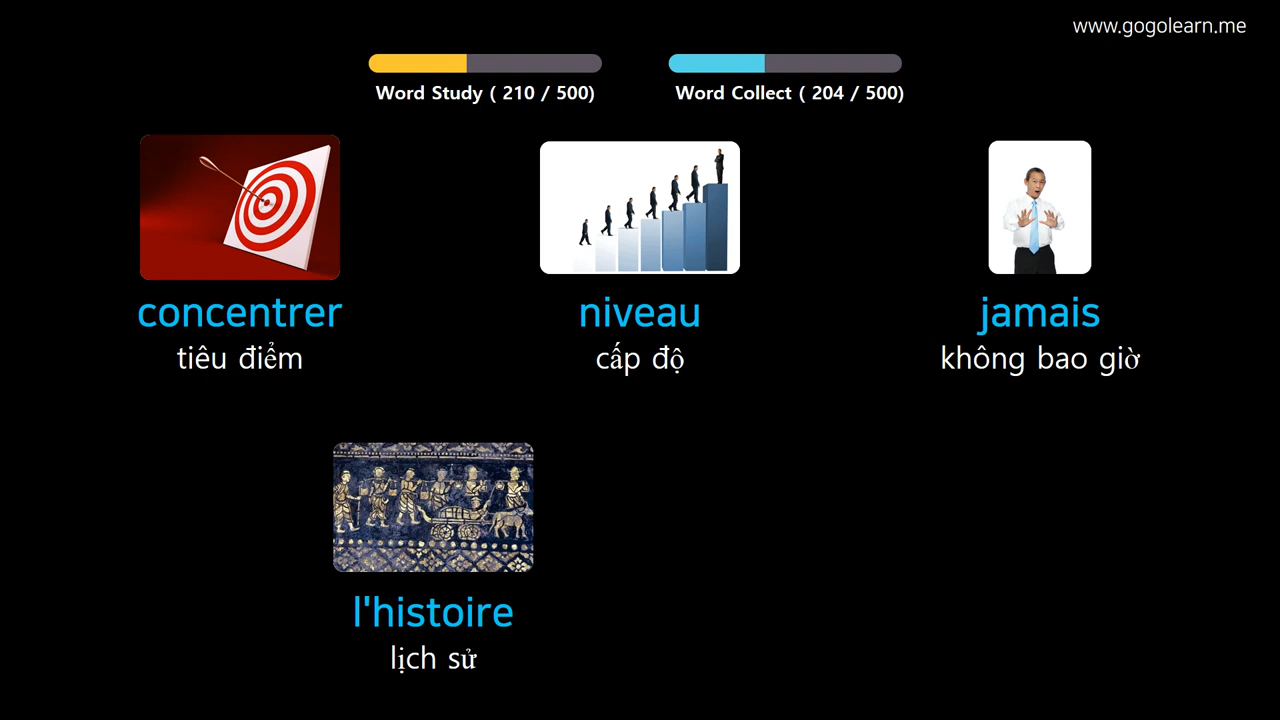 www.gogolearn.me
Word Study ( 210 / 500)
Word Collect ( 204 / 500)
concentrer
tiêu điểm
niveau
cấp độ
jamais
không bao giờ
l'histoire
lịch sử